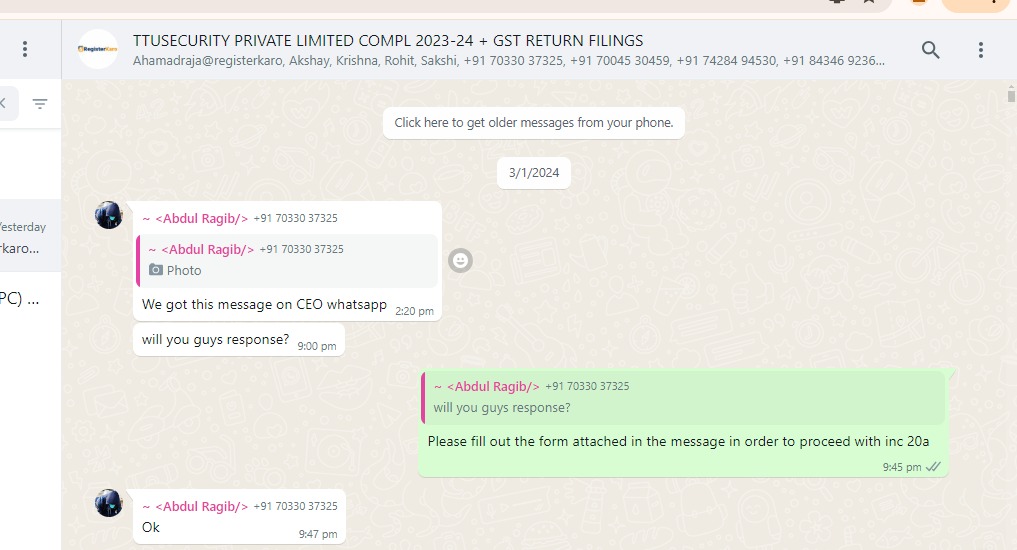 TTUSECURITY PRIVATE LIMITED COMPL 2023-24 + GST RETURN FILINGS
RegisterKaro
Ahamadraja@registerkaro, Akshay, Krishna, Rohit, Sakshi, +91 70330 37325, +91 70045 30459, +91 74284 94530, +91 84346 9236...
Click here to get older messages from your phone.
3/1/2024
~ <Abdul Ragib/> +91 70330 37325
~ <Abdul Ragib/> +91 70330 37325
Photo
We got this message on CEO whatsapp 2:20 pm
will you guys response? 9:00 pm
~ <Abdul Ragib/> +91 70330 37325
will you guys response?
Please fill out the form attached in the message in order to proceed with inc 20a
9:45 pm
~ <Abdul Ragib/> +91 70330 37325
Ok
9:47 pm
Yesterday
rkaro...
PC) ...